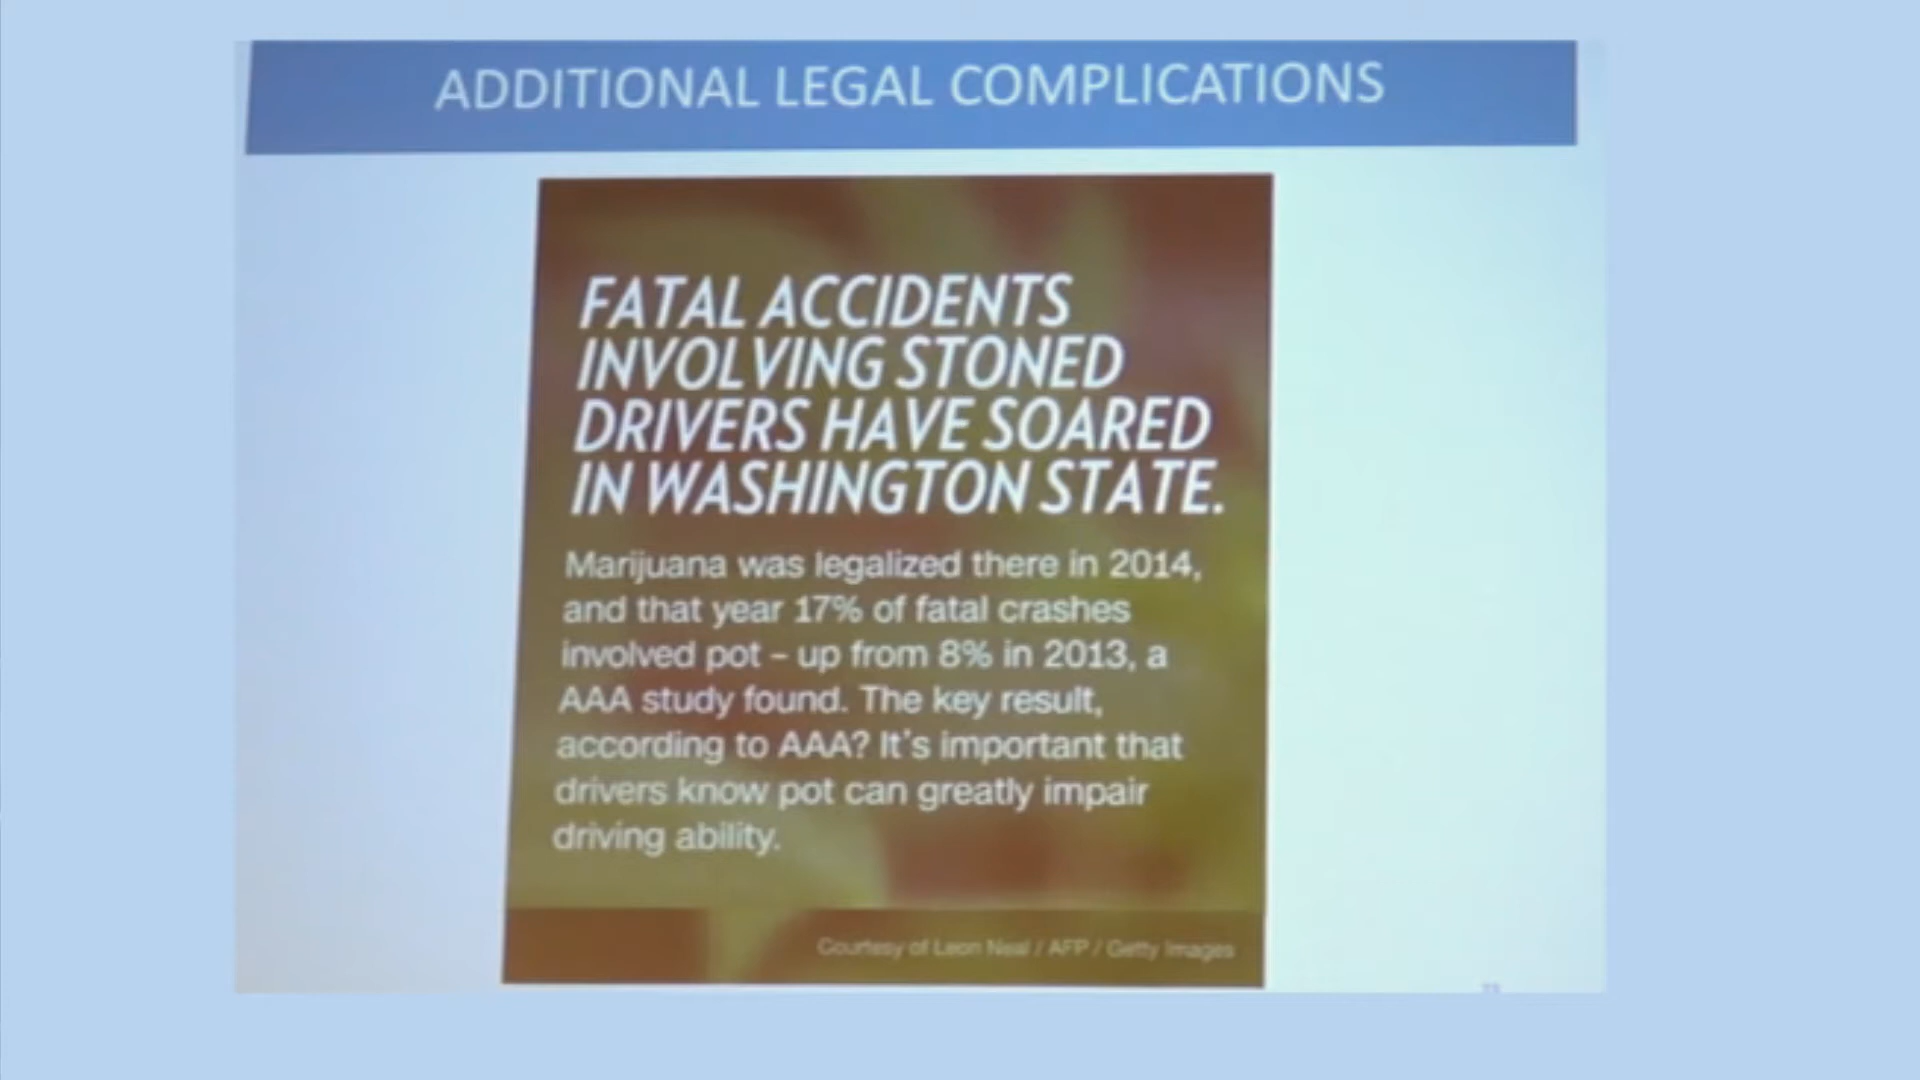 ADDITIONAL LEGAL COMPLICATIONS
FATAL ACCIDENTS
INVOLVING STONED
DRIVERS HAVE SOARED
IN WASHINGTON STATE.
Marijuana was legalized there in 2014,
and that year 17% of fatal crashes
involved pot – up from 8% in 2013, a
AAA study found. The key result,
according to AAA? It's important that
drivers know pot can greatly impair
driving ability.
Courtesy of Leon Neal / AFP / Getty Images